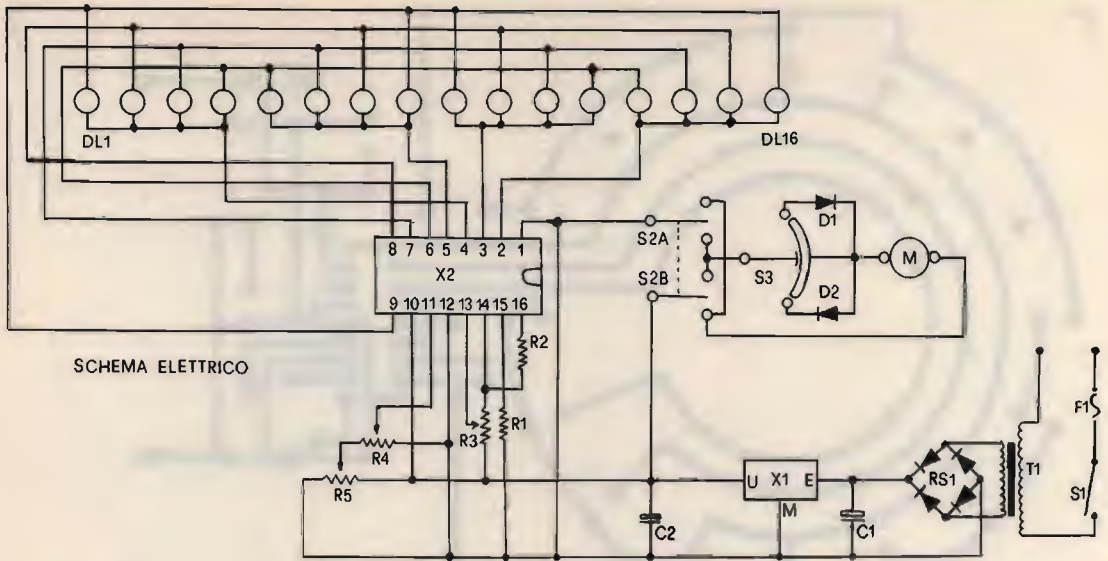 DL1
DL16
8 7 6 5 4 3 2 1
X2
9 10 11 12 13 14 15 16
S2A
S2B
S3
D1
D2
M
R2
SCHEMA ELETTRICO
R3
R1
R4
R5
U X1 E
M
C2
C1
RS1
T1
F1
S1